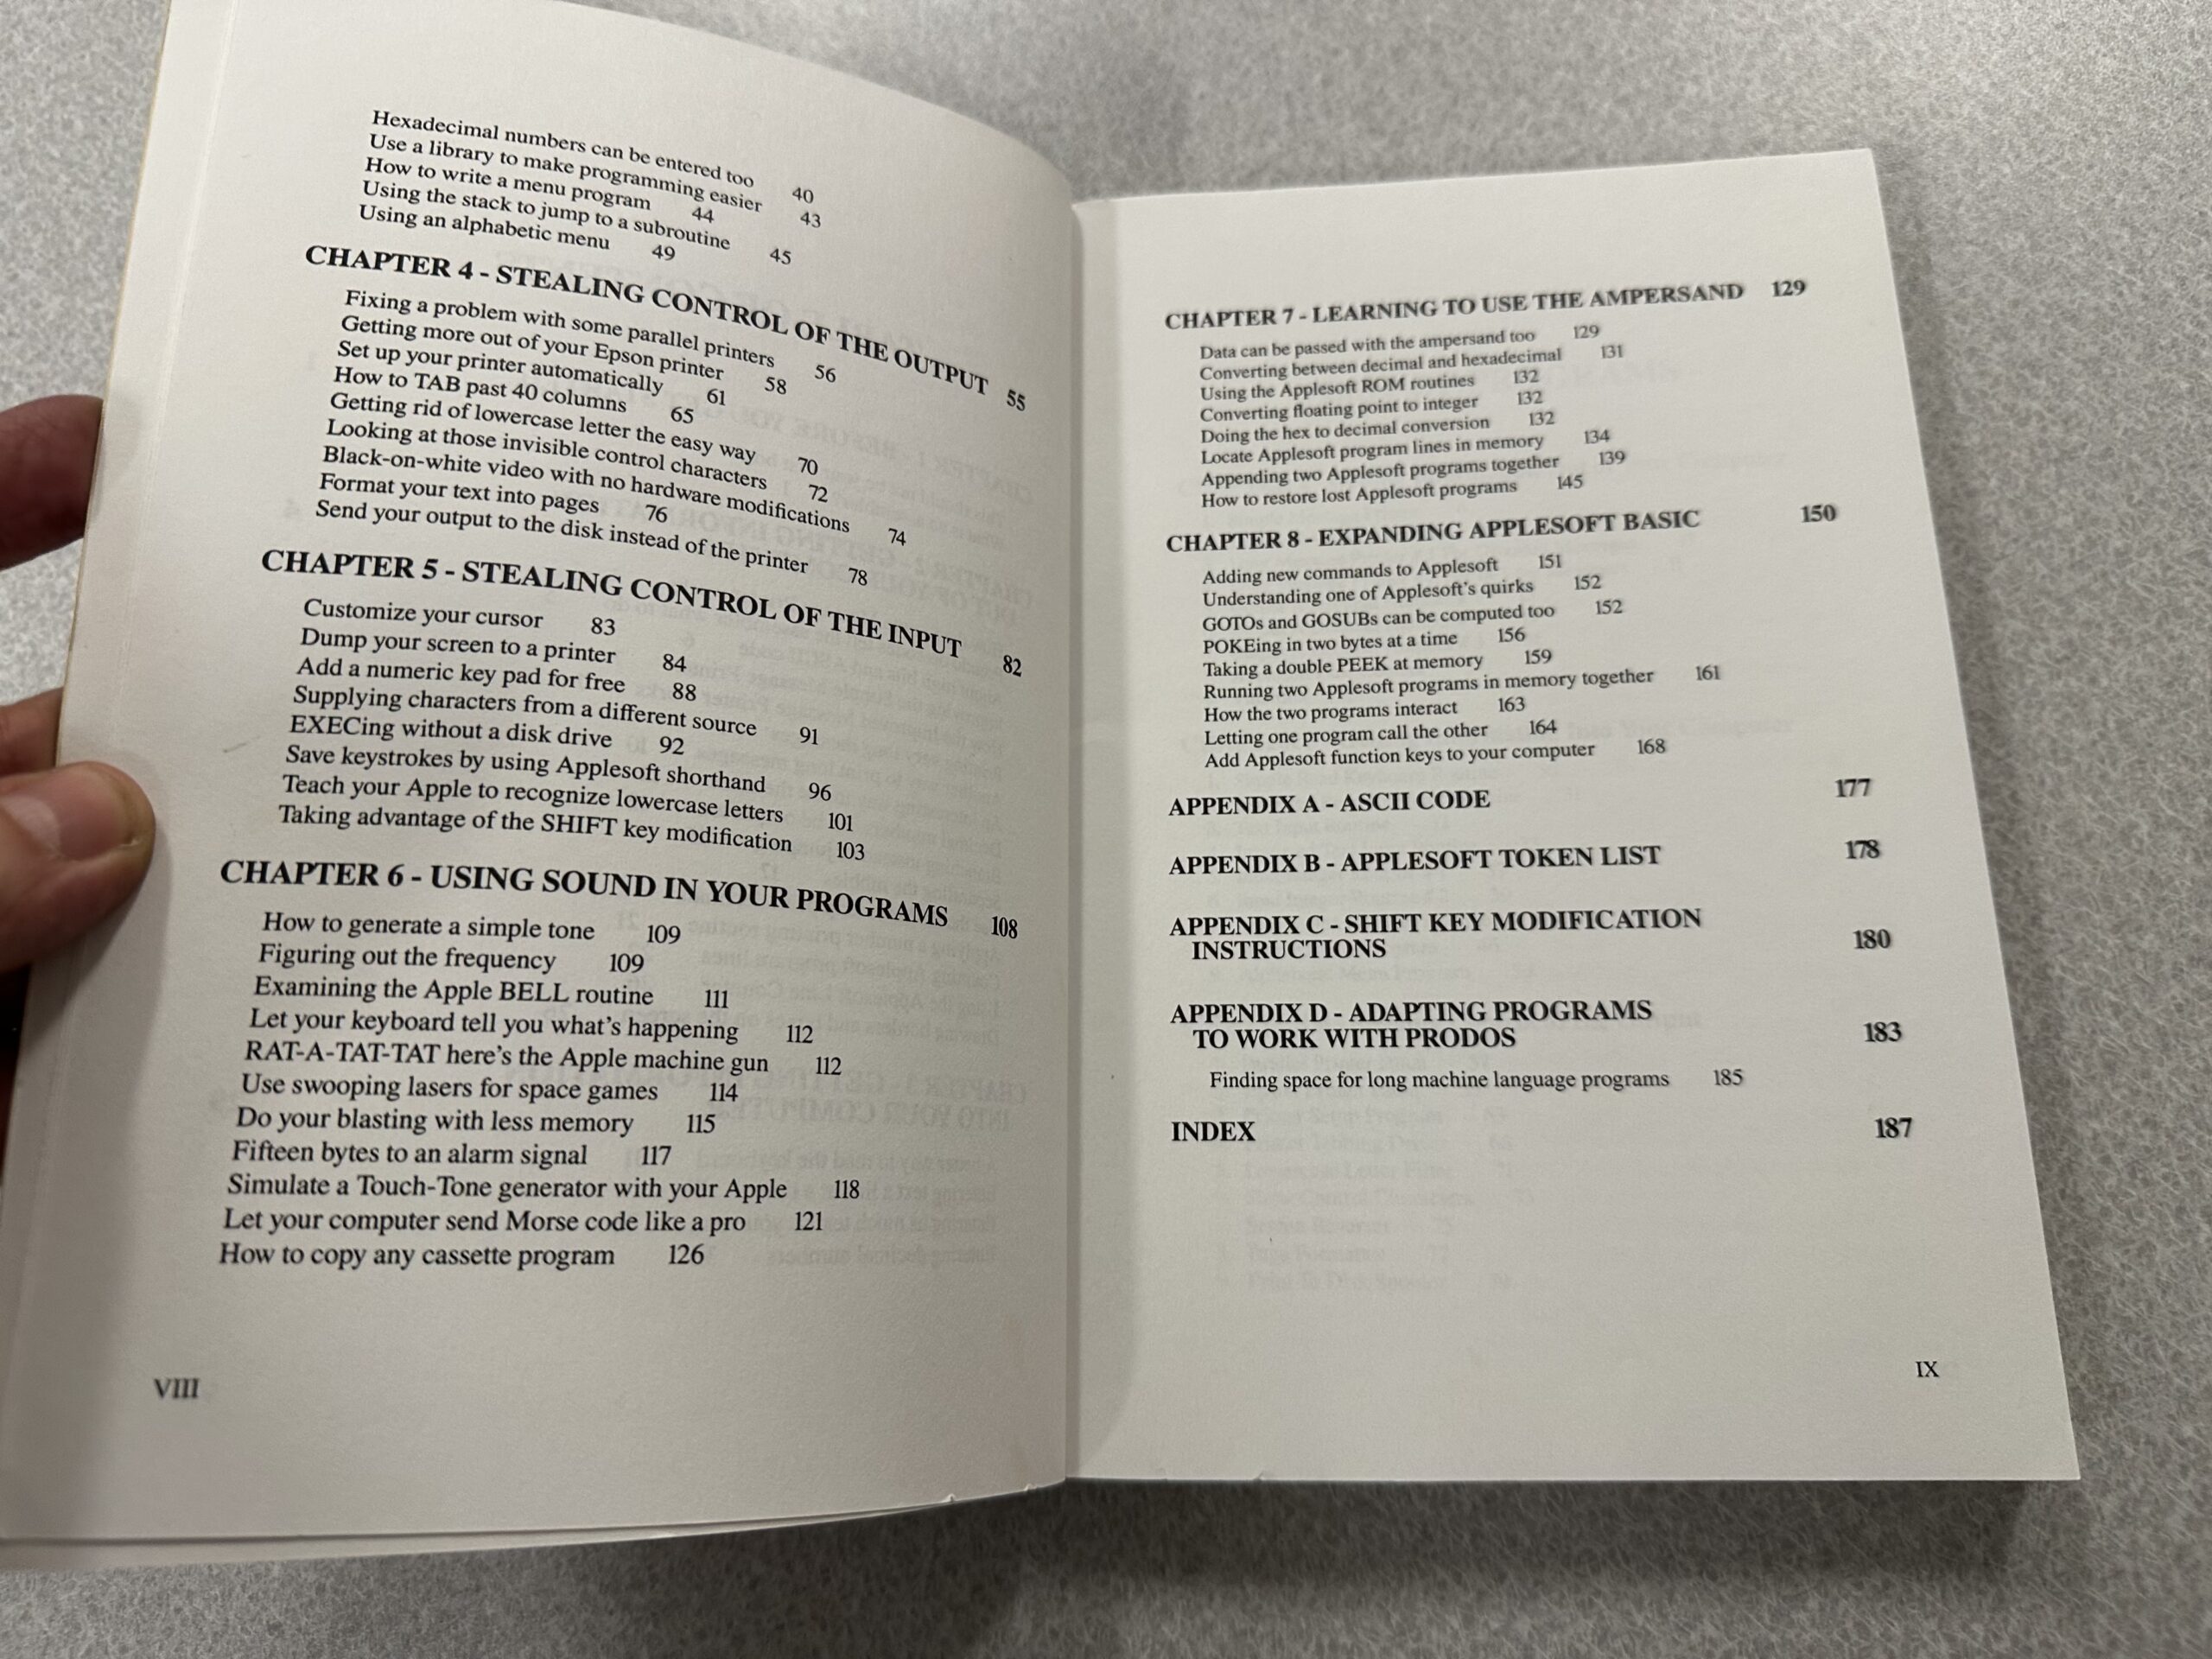 Hexadecimal numbers can be entered too 40
Use a library to make programming easier 43
How to write a menu program 44
Using the stack to jump to a subroutine 45
Using an alphabetic menu 49
CHAPTER 4 - STEALING CONTROL OF THE OUTPUT 55
Fixing a problem with some parallel printers 56
Getting more out of your Epson printer 58
Set up your printer automatically 61
How to TAB past 40 columns 65
Getting rid of lowercase letter the easy way 70
Looking at those invisible control characters 72
Black-on-white video with no hardware modifications 74
Format your text into pages 76
Send your output to the disk instead of the printer 78
CHAPTER 5 - STEALING CONTROL OF THE INPUT 82
Customize your cursor 83
Dump your screen to a printer 84
Add a numeric key pad for free 88
Supplying characters from a different source 91
EXECing without a disk drive 92
Save keystrokes by using Applesoft shorthand 96
Teach your Apple to recognize lowercase letters 101
Taking advantage of the SHIFT key modification 103
CHAPTER 6 - USING SOUND IN YOUR PROGRAMS 108
How to generate a simple tone 109
Figuring out the frequency 109
Examining the Apple BELL routine 111
Let your keyboard tell you what's happening 112
RAT-A-TAT-TAT here's the Apple machine gun 112
Use swooping lasers for space games 114
Do your blasting with less memory 115
Fifteen bytes to an alarm signal 117
Simulate a Touch-Tone generator with your Apple 118
Let your computer send Morse code like a pro 121
How to copy any cassette program 126
VIII
CHAPTER 7 - LEARNING TO USE THE AMPERSAND 129
Data can be passed with the ampersand too 129
Converting between decimal and hexadecimal 131
Using the Applesoft ROM routines 132
Converting floating point to integer 132
Doing the hex to decimal conversion 132
Locate Applesoft program lines in memory 134
Appending two Applesoft programs together 139
How to restore lost Applesoft programs 145
CHAPTER 8 - EXPANDING APPLESOFT BASIC 150
Adding new commands to Applesoft 151
Understanding one of Applesoft's quirks 152
GOTOs and GOSUBs can be computed too 152
POKEing in two bytes at a time 156
Taking a double PEEK at memory 159
Running two Applesoft programs in memory together 161
How the two programs interact 163
Letting one program call the other 164
Add Applesoft function keys to your computer 168
APPENDIX A - ASCII CODE 177
APPENDIX B - APPLESOFT TOKEN LIST 178
APPENDIX C - SHIFT KEY MODIFICATION
INSTRUCTIONS 180
APPENDIX D - ADAPTING PROGRAMS
TO WORK WITH PRODOS 183
Finding space for long machine language programs 185
INDEX 187
IX